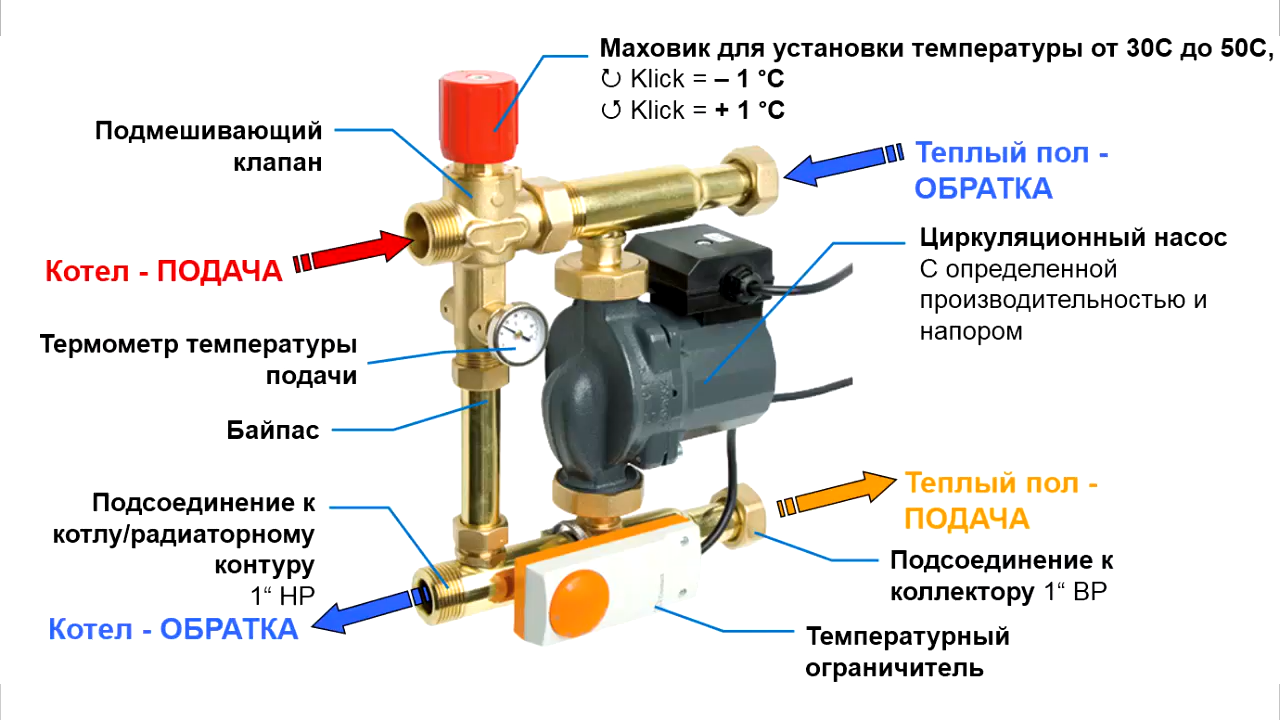 Маховик для установки температуры от 30С до 50С,
↻ Klick = – 1 °C
↺ Klick = + 1 °C
Подмешивающий
клапан
Теплый пол -
ОБРАТКА
Циркуляционный насос
С определенной
производительностью и
напором
Котел - ПОДАЧА
Термометр температуры
подачи
Байпас
Подсоединение к
котлу/радиаторному
контуру
1“ НР
Котел - ОБРАТКА
Теплый пол -
ПОДАЧА
Подсоединение к
коллектору 1“ ВР
Температурный
ограничитель